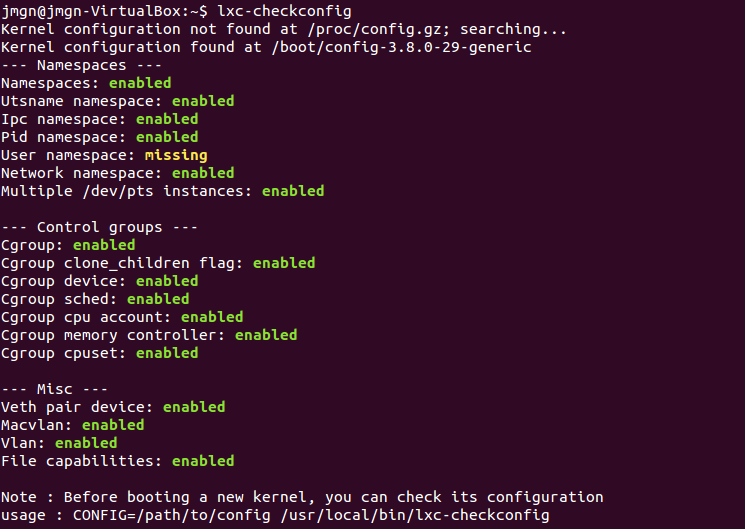 jmgn@jmgn-VirtualBox:~$ lxc-checkconfig
Kernel configuration not found at /proc/config.gz; searching...
Kernel configuration found at /boot/config-3.8.0-29-generic
--- Namespaces ---
Namespaces: enabled
Utsname namespace: enabled
Ipc namespace: enabled
Pid namespace: enabled
User namespace: missing
Network namespace: enabled
Multiple /dev/pts instances: enabled

--- Control groups ---
Cgroup: enabled
Cgroup clone_children flag: enabled
Cgroup device: enabled
Cgroup sched: enabled
Cgroup cpu account: enabled
Cgroup memory controller: enabled
Cgroup cpuset: enabled

--- Misc ---
Veth pair device: enabled
Macvlan: enabled
Vlan: enabled
File capabilities: enabled

Note : Before booting a new kernel, you can check its configuration
usage : CONFIG=/path/to/config /usr/local/bin/lxc-checkconfig